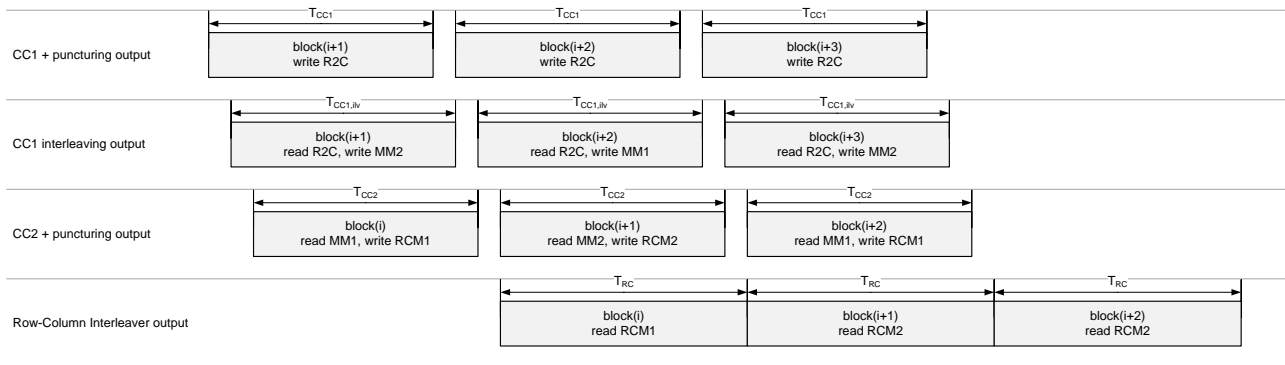 T_CC1 T_CC1 T_CC1
CC1 + puncturing output
block(i+1)
write R2C
block(i+2)
write R2C
block(i+3)
write R2C
T_CC1,ilv T_CC1,ilv T_CC1,ilv
CC1 interleaving output
block(i+1)
read R2C, write MM2
block(i+2)
read R2C, write MM1
block(i+3)
read R2C, write MM2
T_CC2 T_CC2 T_CC2
CC2 + puncturing output
block(i)
read MM1, write RCM1
block(i+1)
read MM2, write RCM2
block(i+2)
read MM1, write RCM1
T_RC T_RC T_RC
Row-Column Interleaver output
block(i)
read RCM1
block(i+1)
read RCM2
block(i+2)
read RCM2